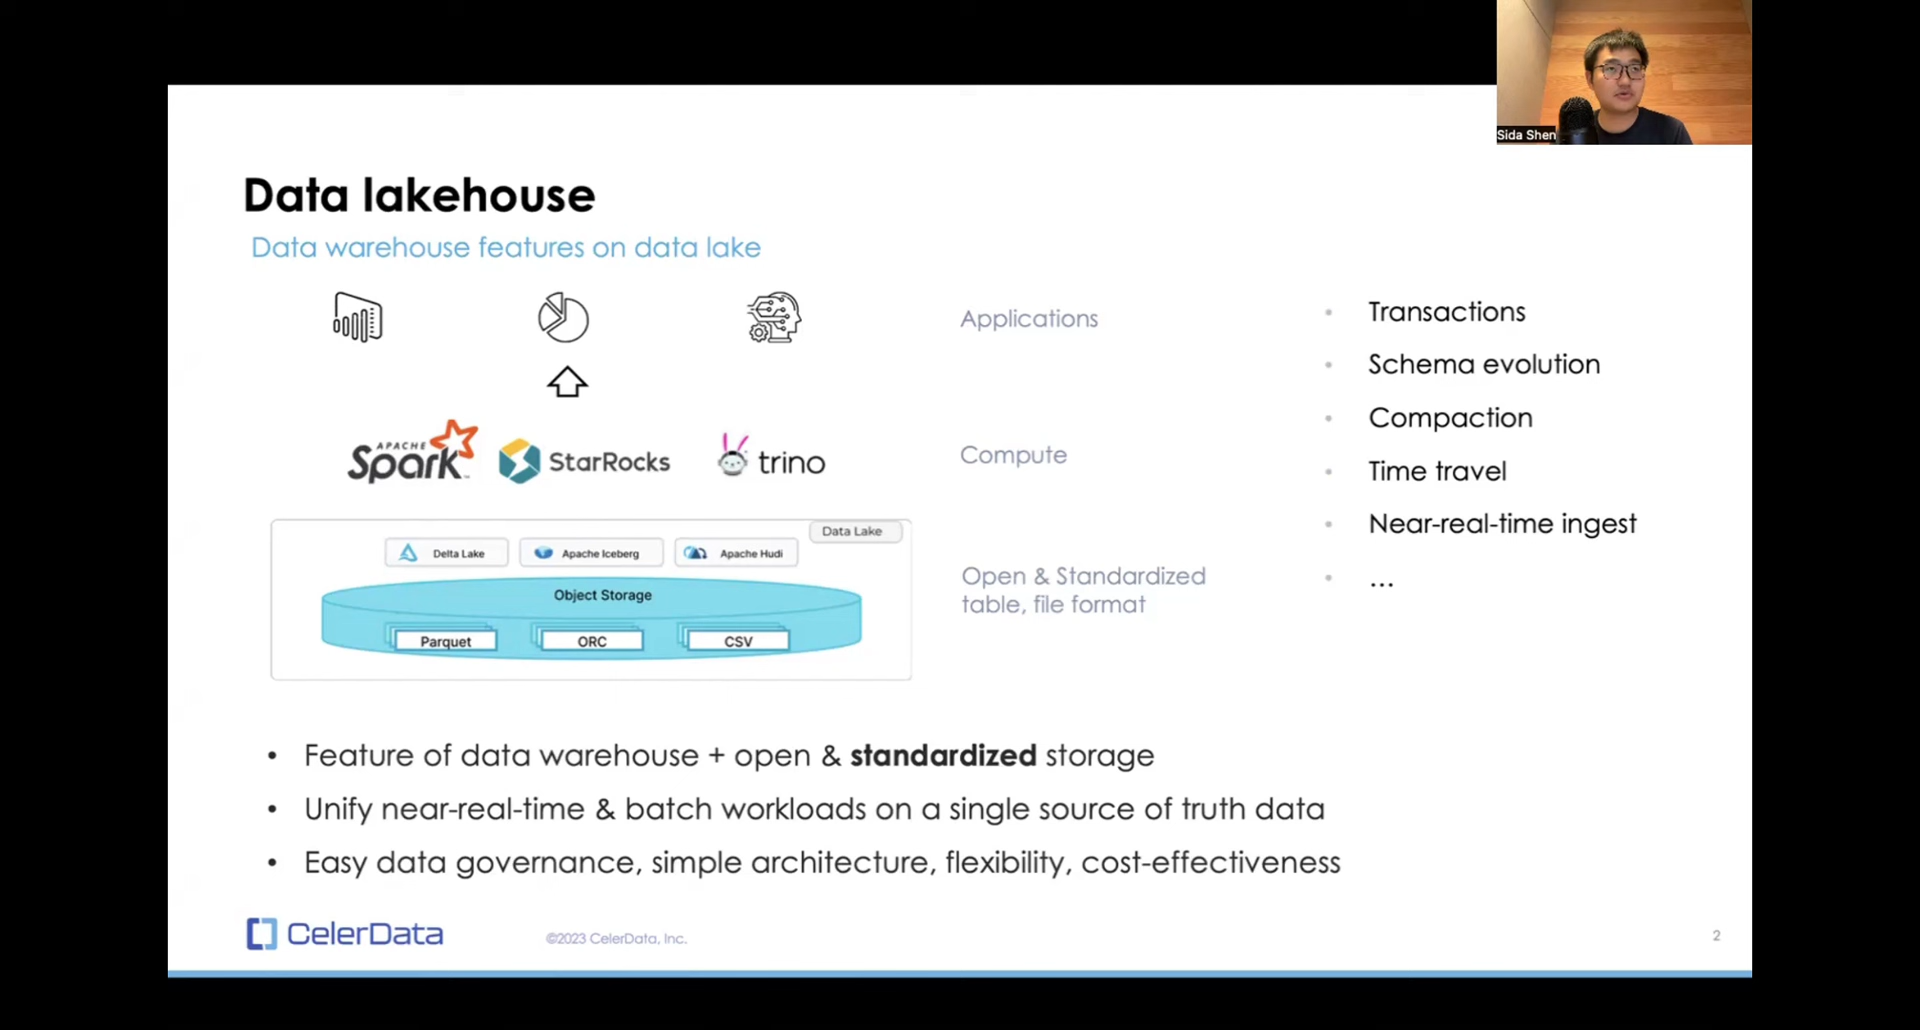 Sida Shen
Data lakehouse
Data warehouse features on data lake
Applications
APACHE
Spark™
StarRocks
trino
Compute
Data Lake
Delta Lake
Apache Iceberg
Apache Hudi
Object Storage
Parquet
ORC
CSV
Open & Standardized
table, file format
• Transactions
• Schema evolution
• Compaction
• Time travel
• Near-real-time ingest
• ...
• Feature of data warehouse + open & standardized storage
• Unify near-real-time & batch workloads on a single source of truth data
• Easy data governance, simple architecture, flexibility, cost-effectiveness
CelerData
©2023 CelerData, Inc.
2